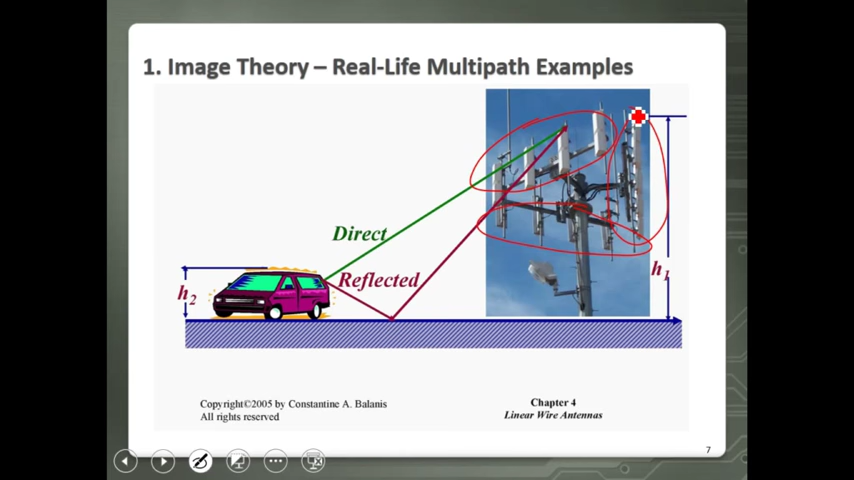 1. Image Theory – Real-Life Multipath Examples
Direct
Reflected
h2
h1
Copyright©2005 by Constantine A. Balanis
All rights reserved
Chapter 4
Linear Wire Antennas
7